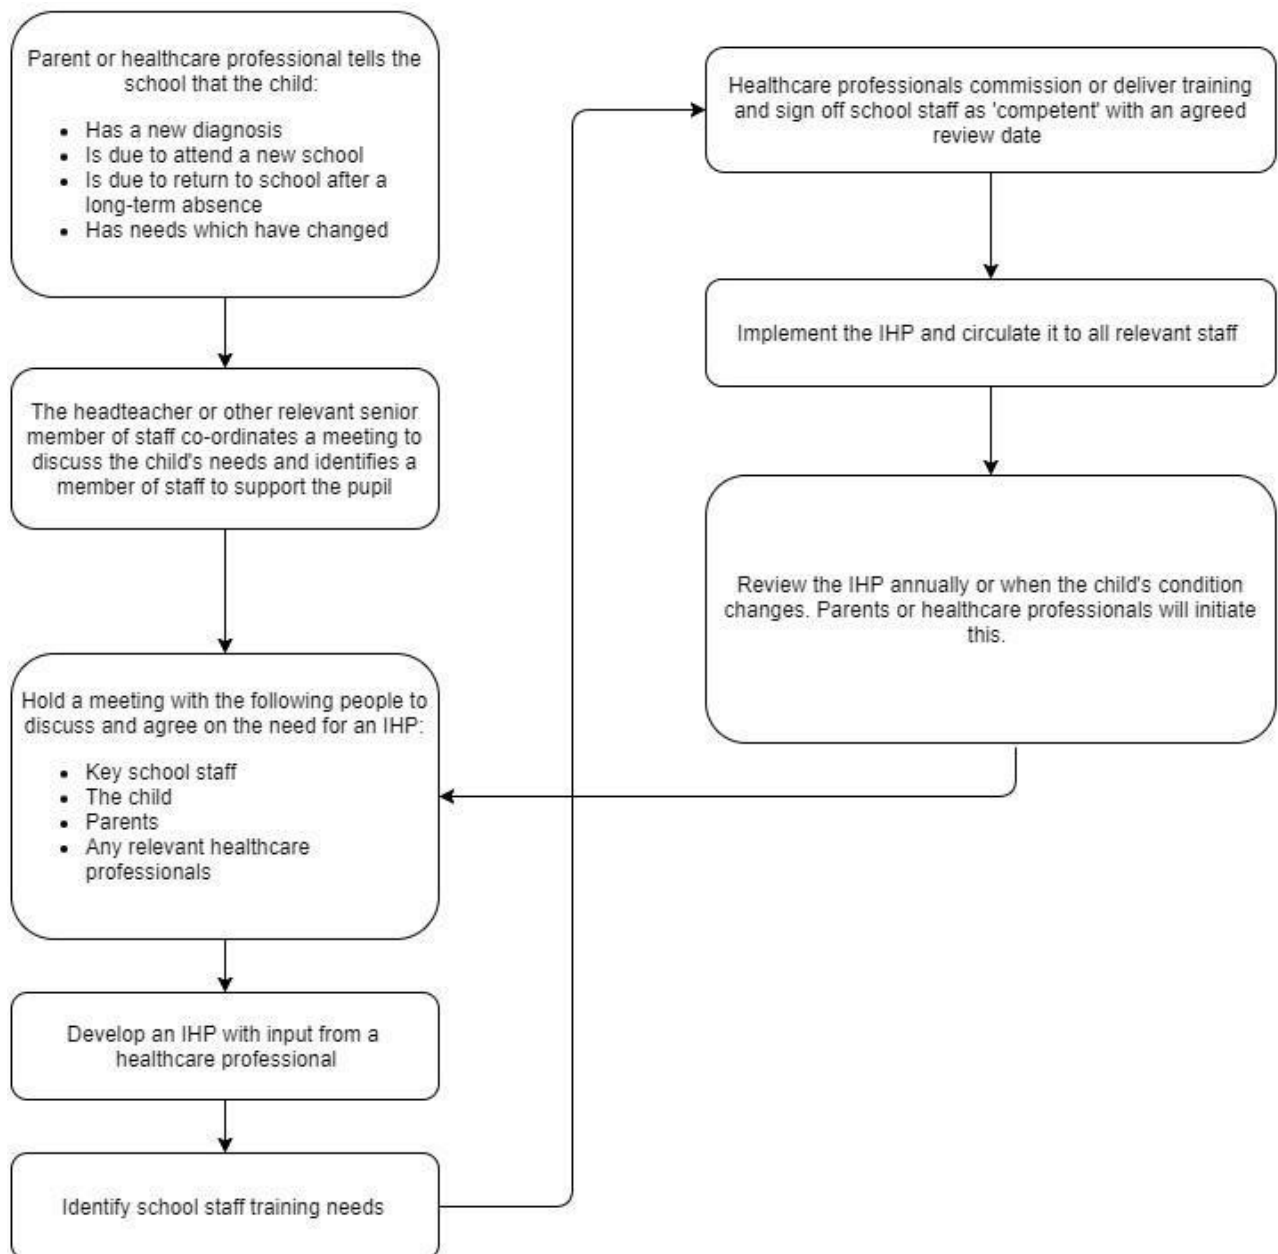 Parent or healthcare professional tells the
school that the child:
• Has a new diagnosis
• Is due to attend a new school
• Is due to return to school after a
long-term absence
• Has needs which have changed
The headteacher or other relevant senior
member of staff co-ordinates a meeting to
discuss the child's needs and identifies a
member of staff to support the pupil
Hold a meeting with the following people to
discuss and agree on the need for an IHP:
• Key school staff
• The child
• Parents
• Any relevant healthcare
professionals
Develop an IHP with input from a
healthcare professional
Identify school staff training needs
Healthcare professionals commission or deliver training
and sign off school staff as 'competent' with an agreed
review date
Implement the IHP and circulate it to all relevant staff
Review the IHP annually or when the child's condition
changes. Parents or healthcare professionals will initiate
this.